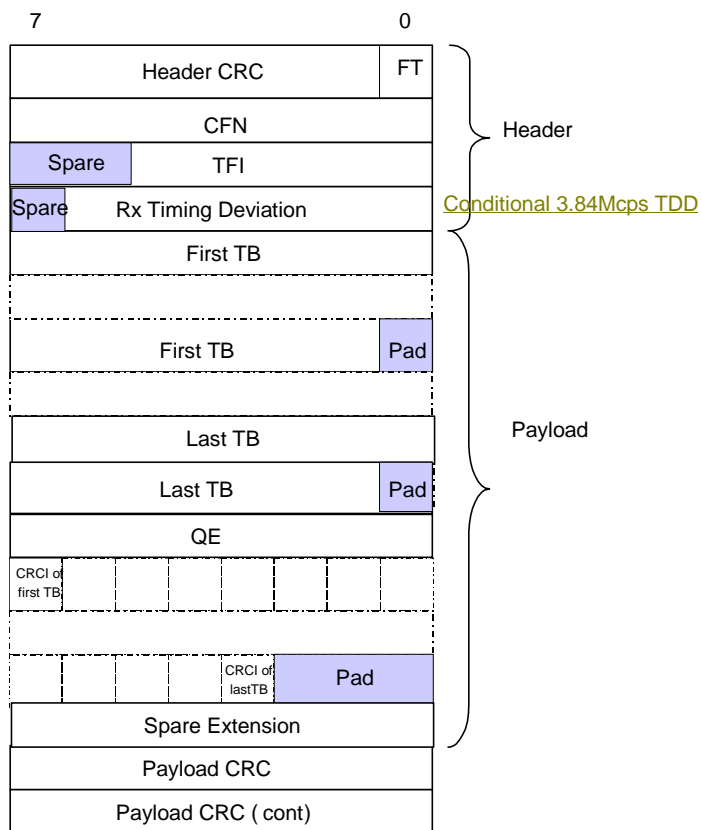 7 0
Header CRC FT
CFN
Header
Spare TFI
Spare Rx Timing Deviation Conditional 3.84Mcps TDD
First TB
First TB Pad
Last TB Payload
Last TB Pad
QE
CRCI of
first TB
CRCI of
lastTB
Pad
Spare Extension
Payload CRC
Payload CRC ( cont)